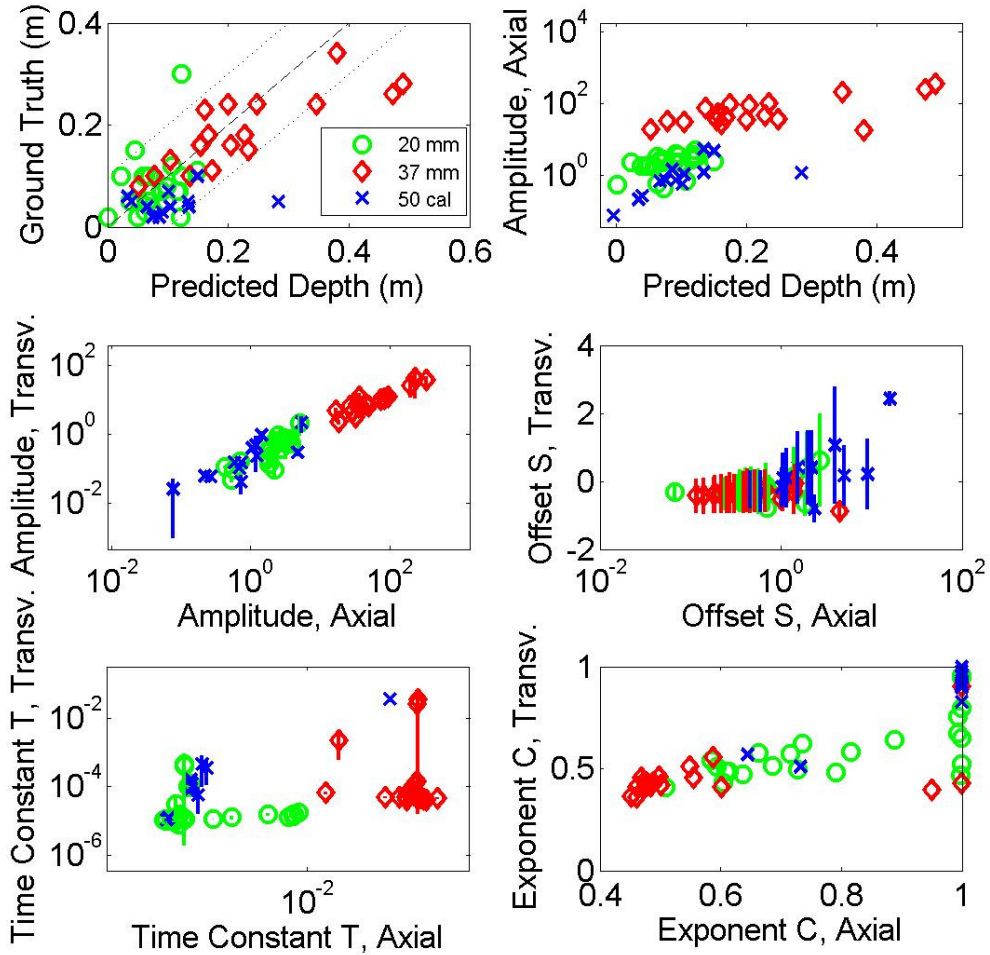 0.4
0.2
0
0 0.2 0.4 0.6
Ground Truth (m)
Predicted Depth (m)
20 mm
37 mm
50 cal
10^4
10^2
10^0
0 0.2 0.4
Amplitude, Axial
Predicted Depth (m)
10^2
10^0
10^-2
10^-2 10^0 10^2
Amplitude, Transv.
Amplitude, Axial
4
2
0
-2
10^-2 10^0 10^2
Offset S, Transv.
Offset S, Axial
10^-2
10^-4
10^-6
10^-2
Time Constant T, Transv.
Time Constant T, Axial
1
0.5
0
0.4 0.6 0.8 1
Exponent C, Transv.
Exponent C, Axial